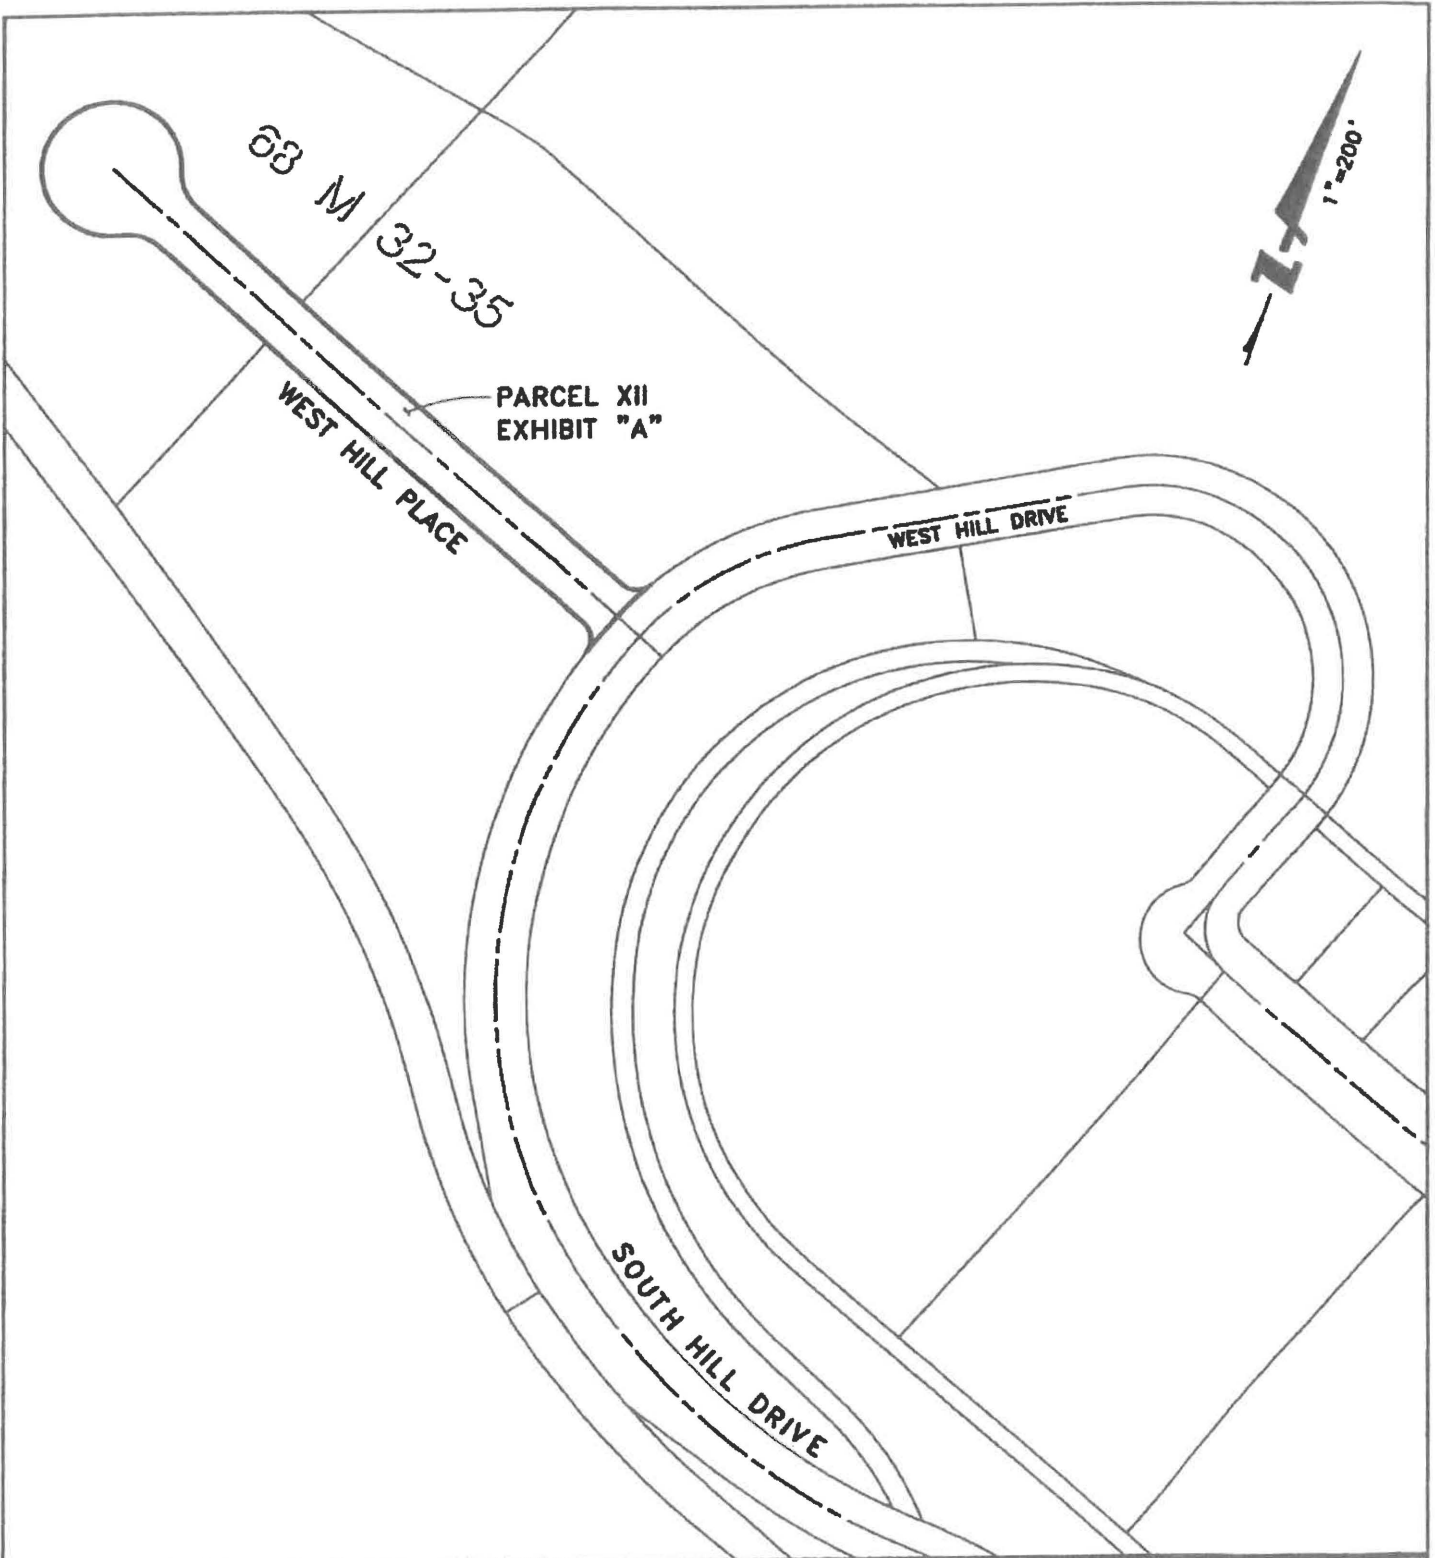 68 M 32-35
1"=200'
N
PARCEL XII
EXHIBIT "A"
WEST HILL PLACE
WEST HILL DRIVE
SOUTH HILL DRIVE